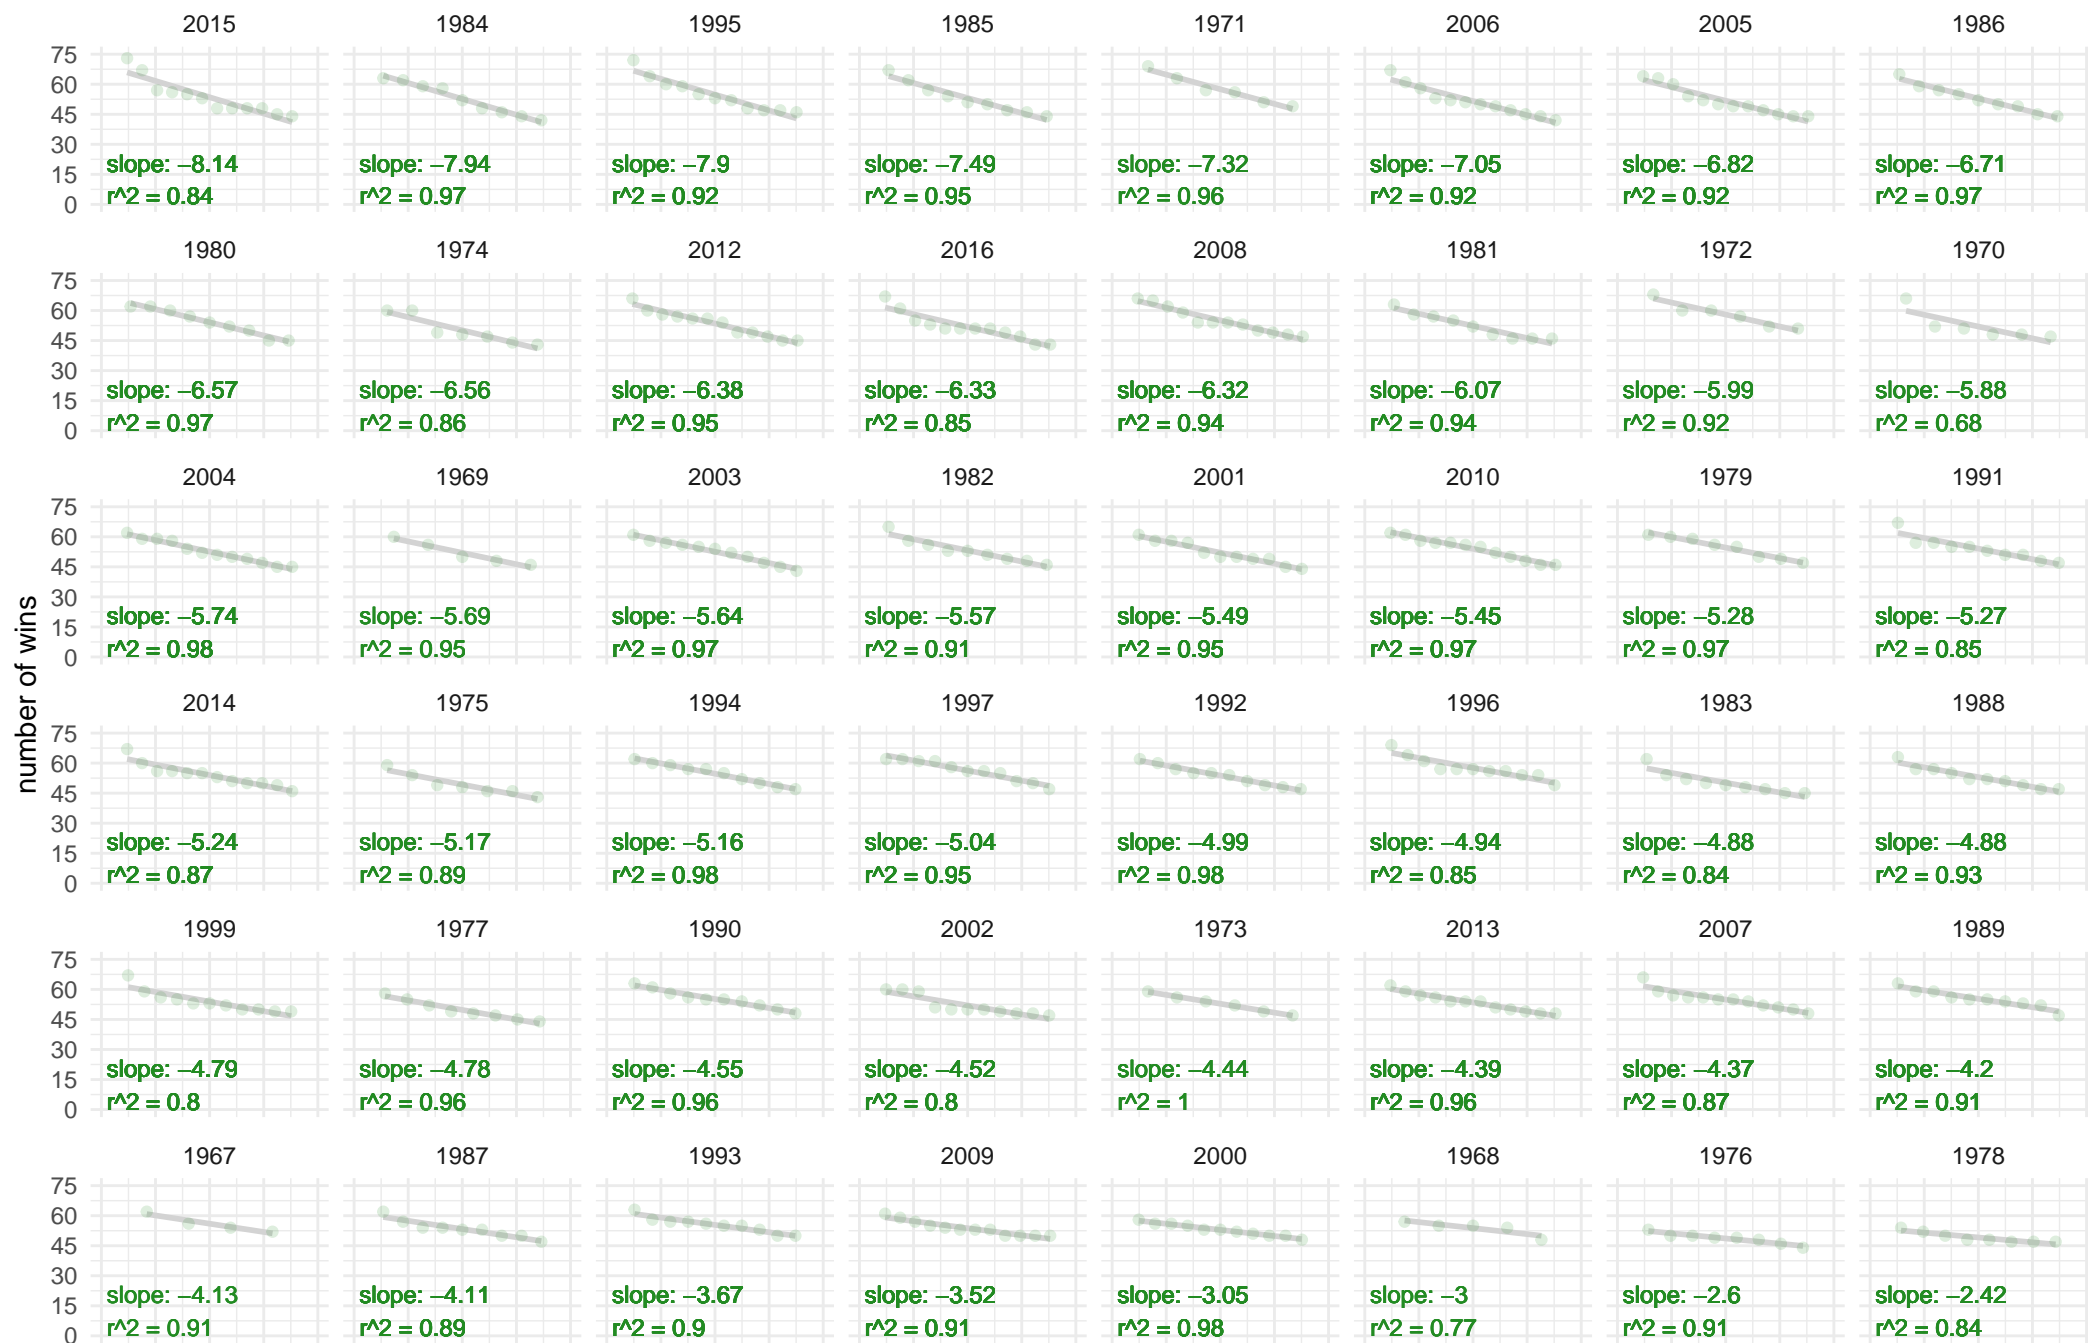 2015 1984 1995 1985 1971 2006 2005 1986
75
60
45
30
slope: −8.14 slope: −7.94 slope: −7.9 slope: −7.49 slope: −7.32 slope: −7.05 slope: −6.82 slope: −6.71
15
r^2 = 0.84 r^2 = 0.97 r^2 = 0.92 r^2 = 0.95 r^2 = 0.96 r^2 = 0.92 r^2 = 0.92 r^2 = 0.97
0
1980 1974 2012 2016 2008 1981 1972 1970
75
60
45
30
slope: −6.57 slope: −6.56 slope: −6.38 slope: −6.33 slope: −6.32 slope: −6.07 slope: −5.99 slope: −5.88
15
r^2 = 0.97 r^2 = 0.86 r^2 = 0.95 r^2 = 0.85 r^2 = 0.94 r^2 = 0.94 r^2 = 0.92 r^2 = 0.68
0
2004 1969 2003 1982 2001 2010 1979 1991
75
60
45
30
slope: −5.74 slope: −5.69 slope: −5.64 slope: −5.57 slope: −5.49 slope: −5.45 slope: −5.28 slope: −5.27
15
r^2 = 0.98 r^2 = 0.95 r^2 = 0.97 r^2 = 0.91 r^2 = 0.95 r^2 = 0.97 r^2 = 0.97 r^2 = 0.85
0
number of wins
2014 1975 1994 1997 1992 1996 1983 1988
75
60
45
30
slope: −5.24 slope: −5.17 slope: −5.16 slope: −5.04 slope: −4.99 slope: −4.94 slope: −4.88 slope: −4.88
15
r^2 = 0.87 r^2 = 0.89 r^2 = 0.98 r^2 = 0.95 r^2 = 0.98 r^2 = 0.85 r^2 = 0.84 r^2 = 0.93
0
1999 1977 1990 2002 1973 2013 2007 1989
75
60
45
30
slope: −4.79 slope: −4.78 slope: −4.55 slope: −4.52 slope: −4.44 slope: −4.39 slope: −4.37 slope: −4.2
15
r^2 = 0.8 r^2 = 0.96 r^2 = 0.96 r^2 = 0.8 r^2 = 1 r^2 = 0.96 r^2 = 0.87 r^2 = 0.91
0
1967 1987 1993 2009 2000 1968 1976 1978
75
60
45
30
slope: −4.13 slope: −4.11 slope: −3.67 slope: −3.52 slope: −3.05 slope: −3 slope: −2.6 slope: −2.42
15
r^2 = 0.91 r^2 = 0.89 r^2 = 0.9 r^2 = 0.91 r^2 = 0.98 r^2 = 0.77 r^2 = 0.91 r^2 = 0.84
0